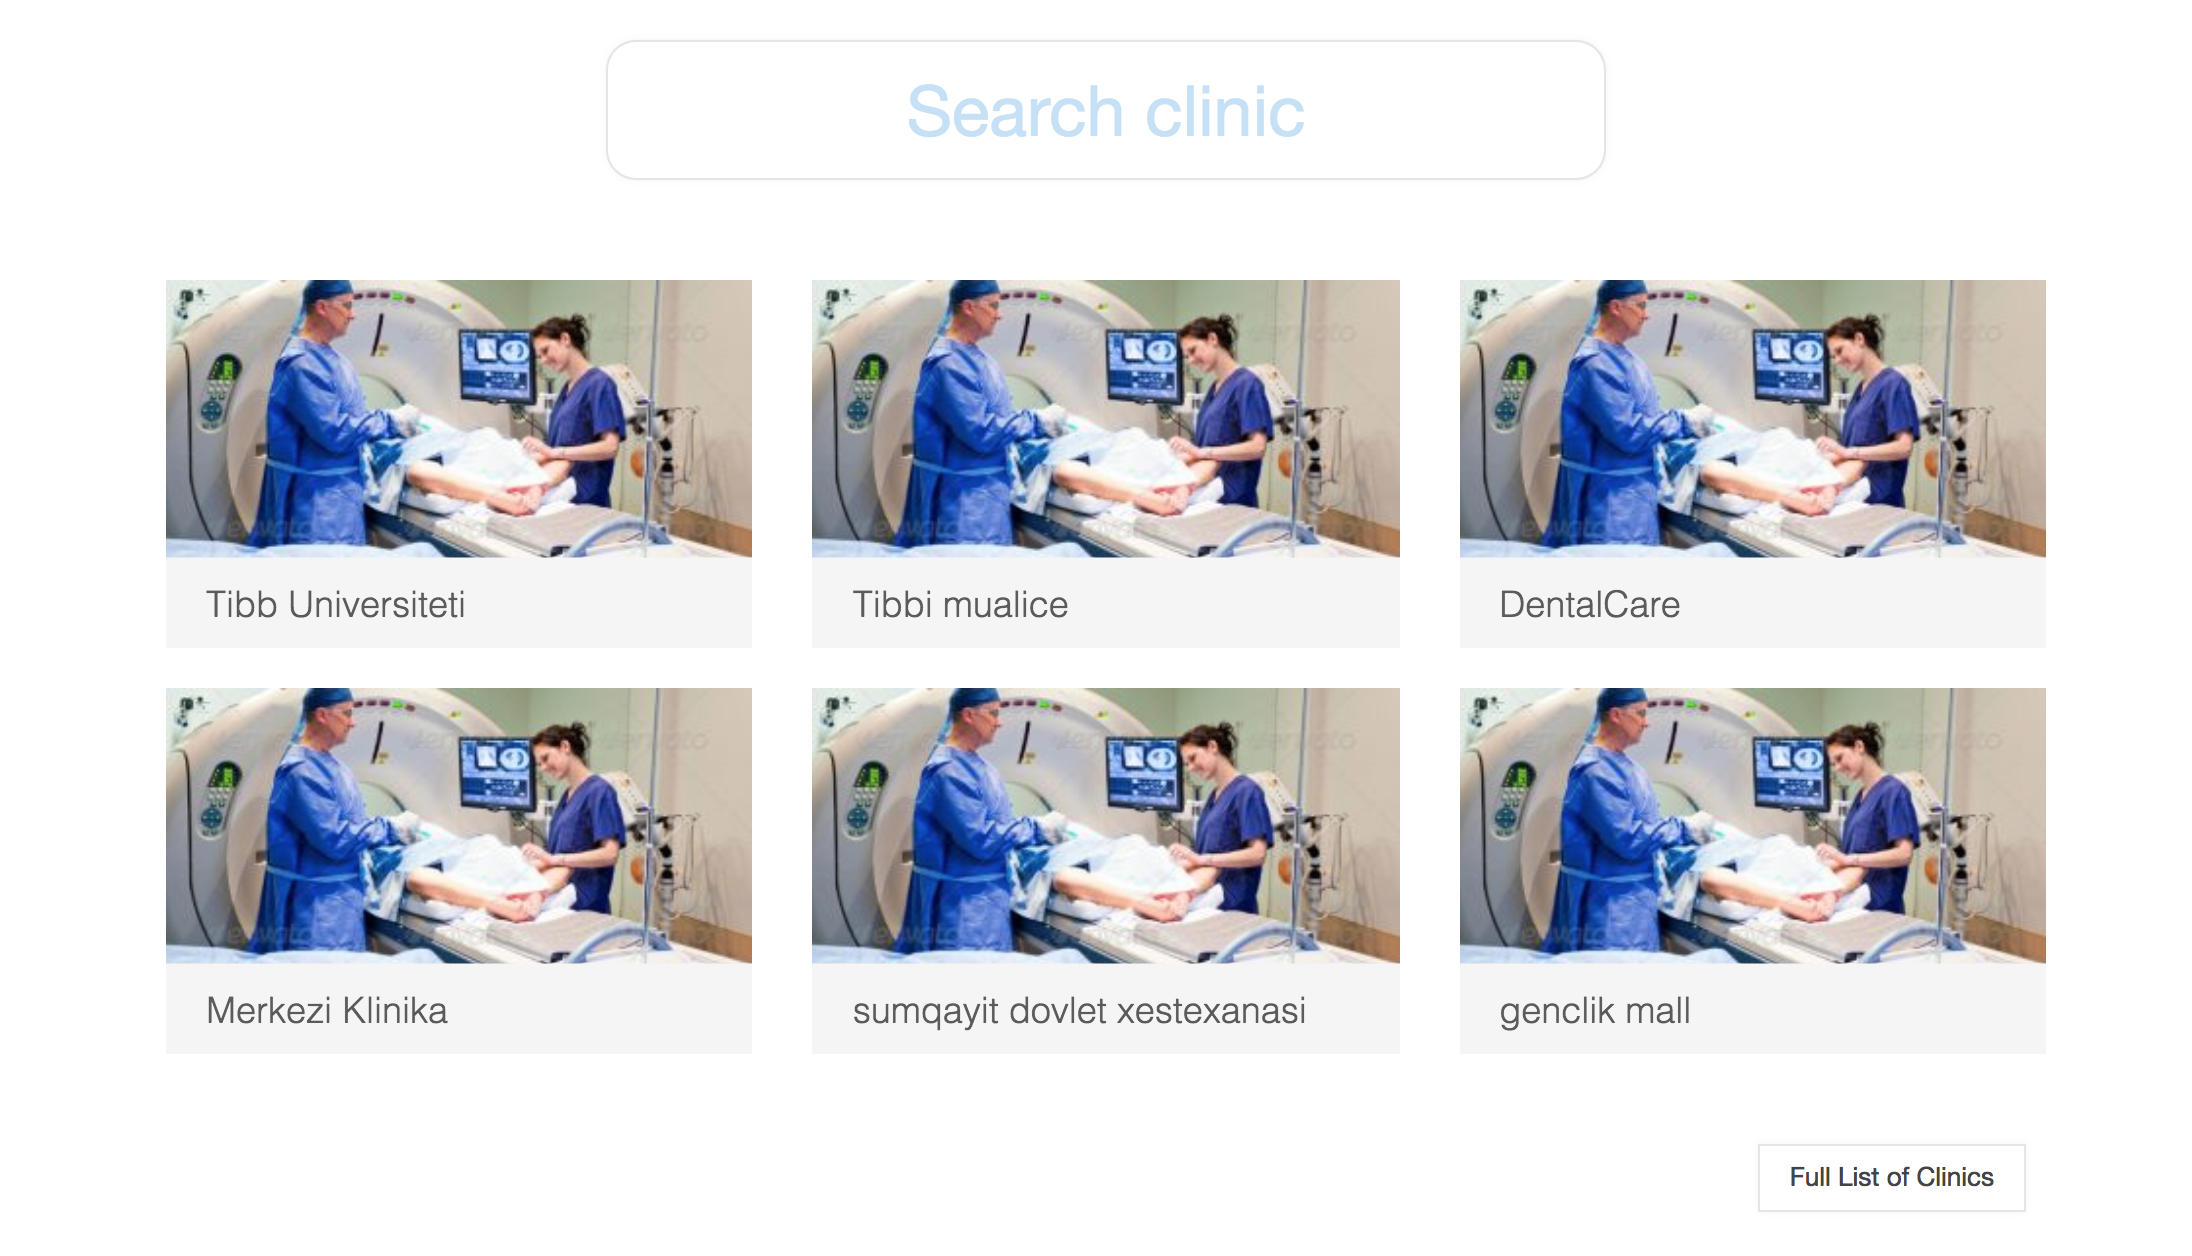 Search clinic
Tibb Universiteti
Tibbi mualice
DentalCare
Merkezi Klinika
sumqayit dovlet xestexanasi
genclik mall
Full List of Clinics